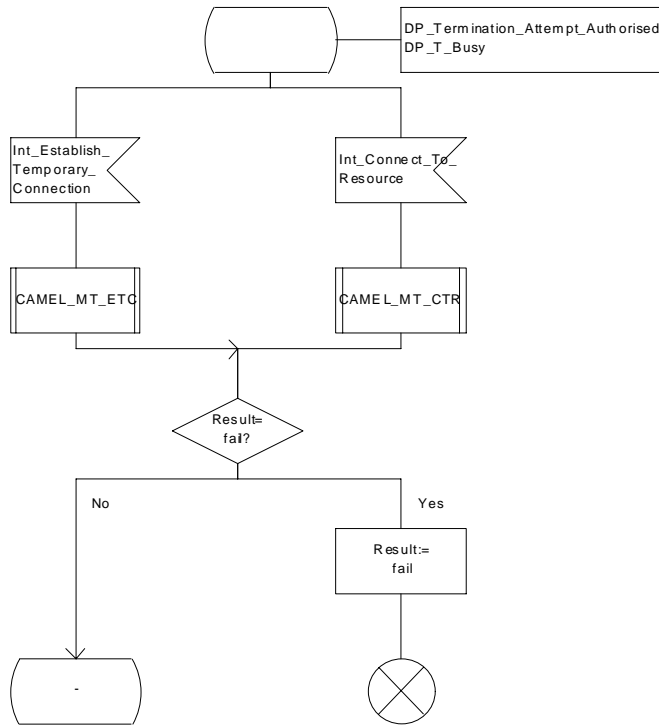 DP_Termination_Attempt_Authorised
DP_T_Busy
Int_Establish_
Temporary_
Connection
Int_Connect_To_
Resource
CAMEL_MT_ETC
CAMEL_MT_CTR
Result=
fail?
No
Yes
Result:=
fail
-